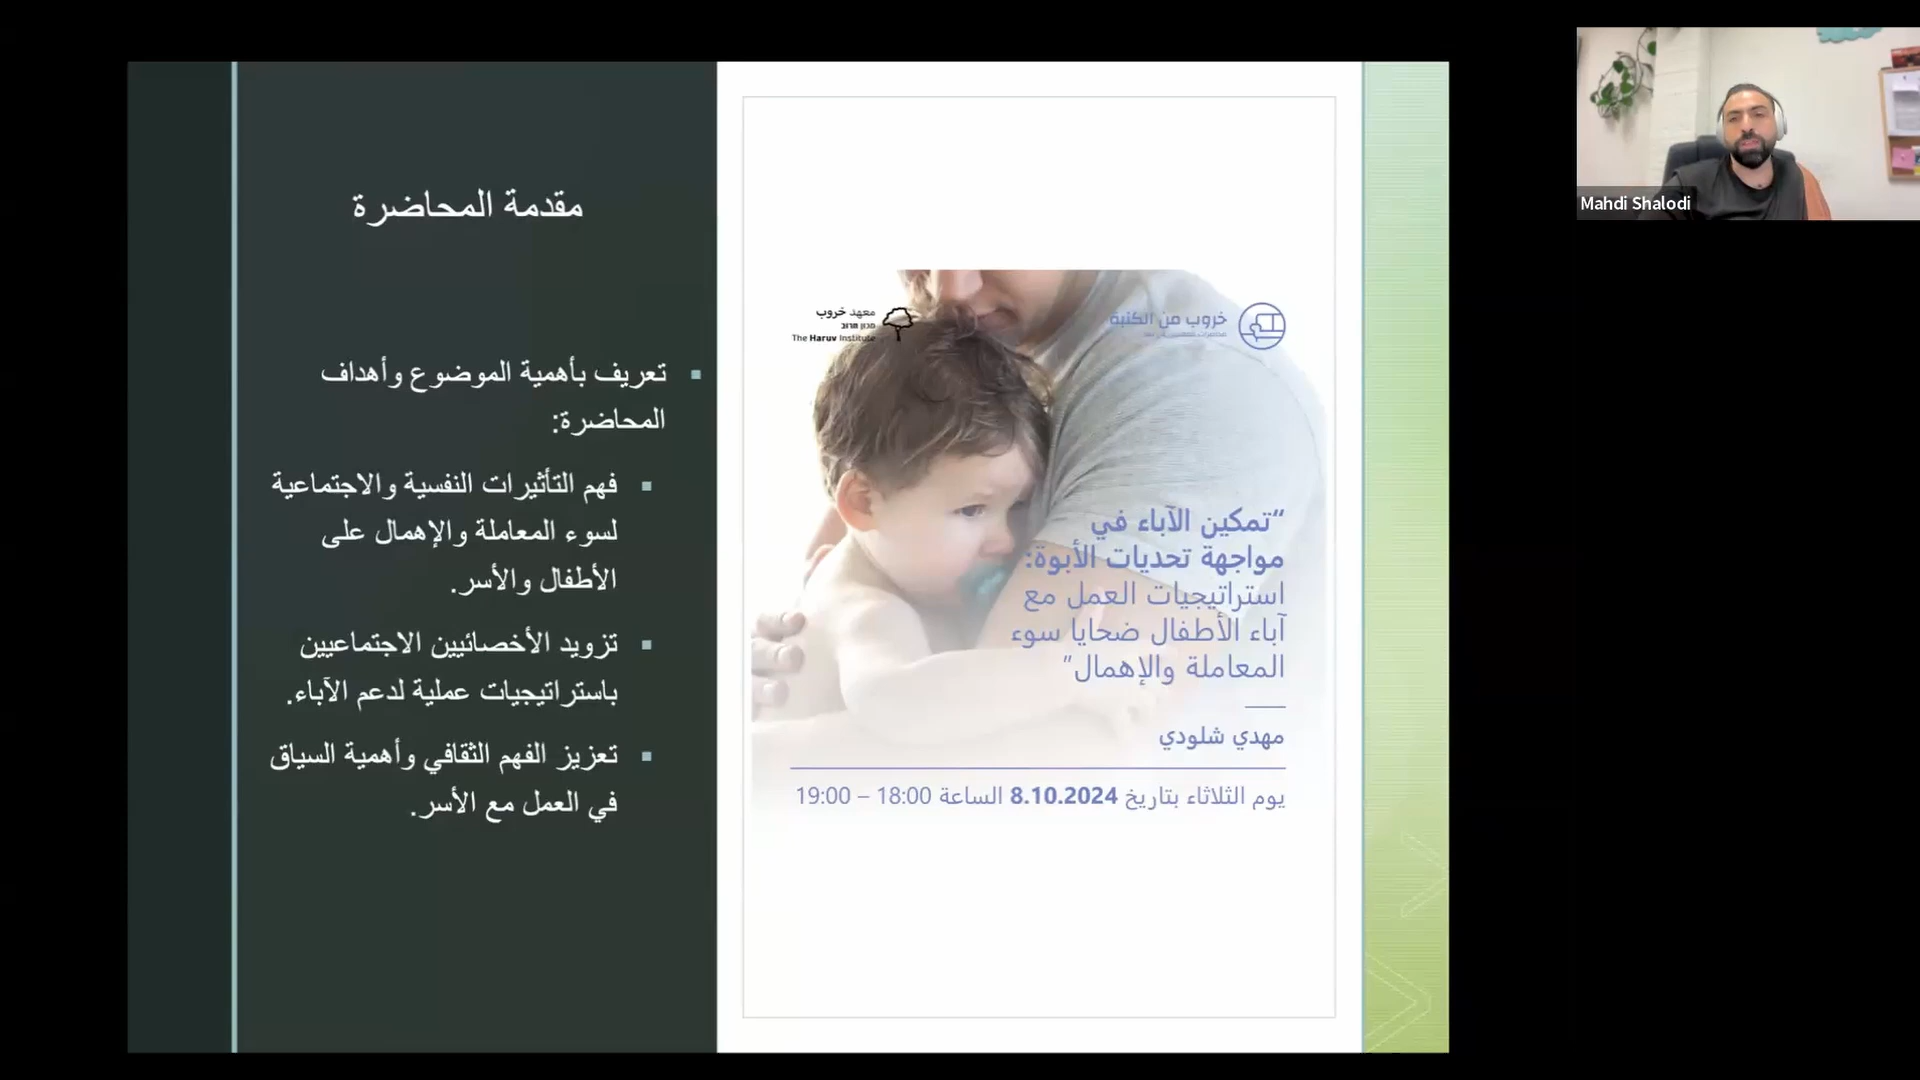 مقدمة المحاضرة
تعريف بأهمية الموضوع وأهداف
المحاضرة:
فهم التأثيرات النفسية والاجتماعية
لسوء المعاملة والإهمال على
الأطفال والأسر.
تزويد الأخصائيين الاجتماعيين
باستراتيجيات عملية لدعم الآباء.
تعزيز الفهم الثقافي وأهمية السياق
في العمل مع الأسر.
خروب من الكنبة
معهد خروب
מכון חרוב
The Haruv Institute
“تمكين الآباء في
مواجهة تحديات الأبوة:
استراتيجيات العمل مع
آباء الأطفال ضحايا سوء
المعاملة والإهمال”
مهدي شلودي
يوم الثلاثاء بتاريخ 8.10.2024 الساعة 18:00 – 19:00
Mahdi Shalodi